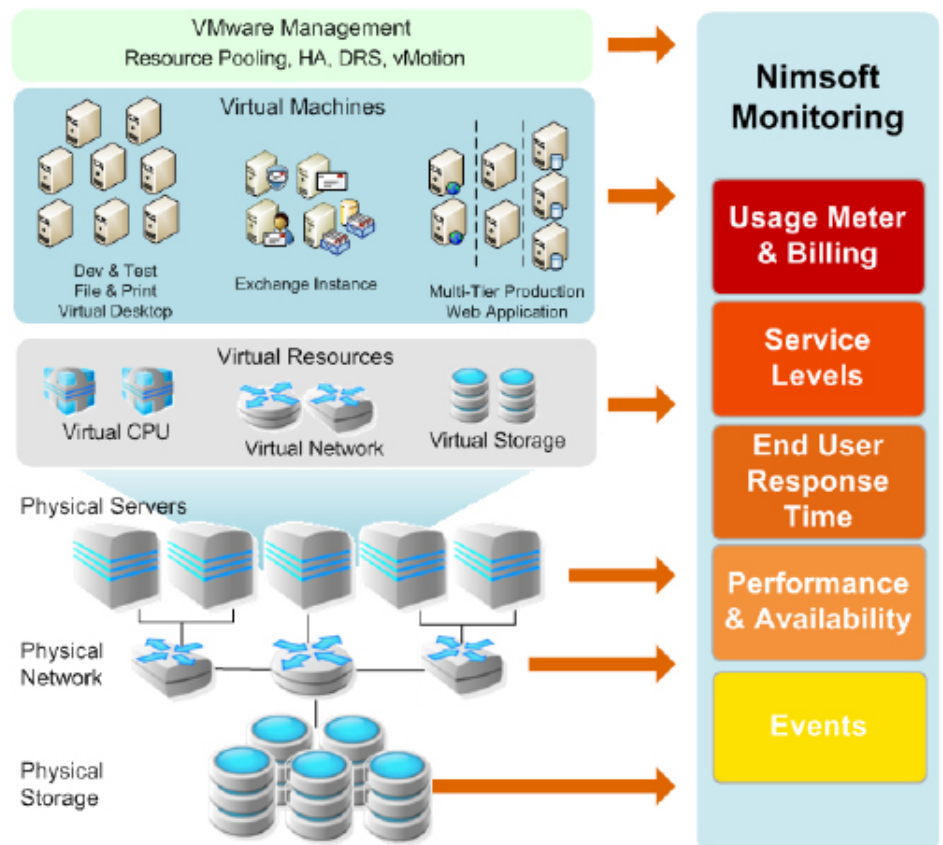 VMware Management
Resource Pooling, HA, DRS, vMotion
Virtual Machines
Dev & Test
File & Print
Virtual Desktop
Exchange Instance
Multi-Tier Production
Web Application
Virtual Resources
Virtual CPU
Virtual Network
Virtual Storage
Physical Servers
Physical
Network
Physical
Storage
Nimsoft
Monitoring
Usage Meter
& Billing
Service
Levels
End User
Response
Time
Performance
& Availability
Events